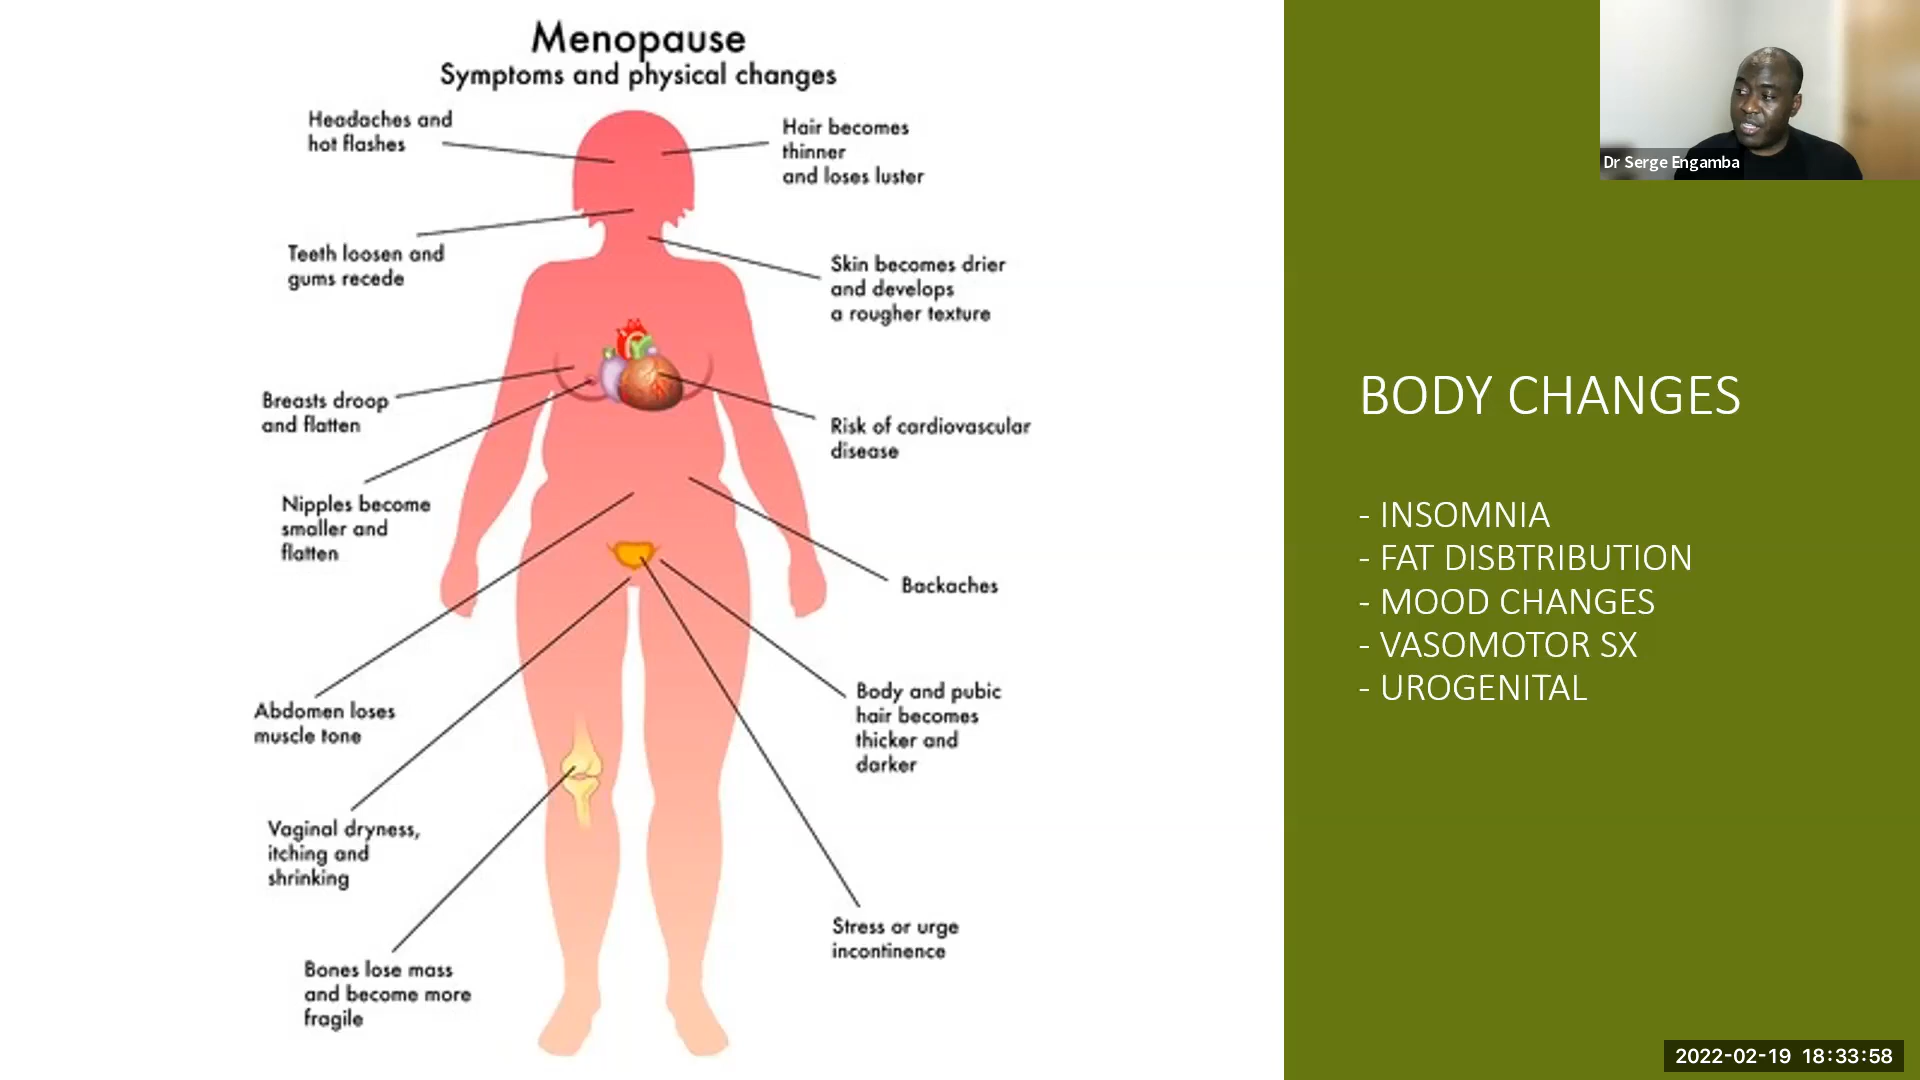 Menopause
Symptoms and physical changes
Headaches and
hot flashes
Hair becomes
thinner
and loses luster
Teeth loosen and
gums recede
Skin becomes drier
and develops
a rougher texture
Breasts droop
and flatten
Risk of cardiovascular
disease
Nipples become
smaller and
flatten
Backaches
Abdomen loses
muscle tone
Body and pubic
hair becomes
thicker and
darker
Vaginal dryness,
itching and
shrinking
Stress or urge
incontinence
Bones lose mass
and become more
fragile
Dr Serge Engamba
BODY CHANGES
- INSOMNIA
- FAT DISBTRIBUTION
- MOOD CHANGES
- VASOMOTOR SX
- UROGENITAL
2022-02-19 18:33:58